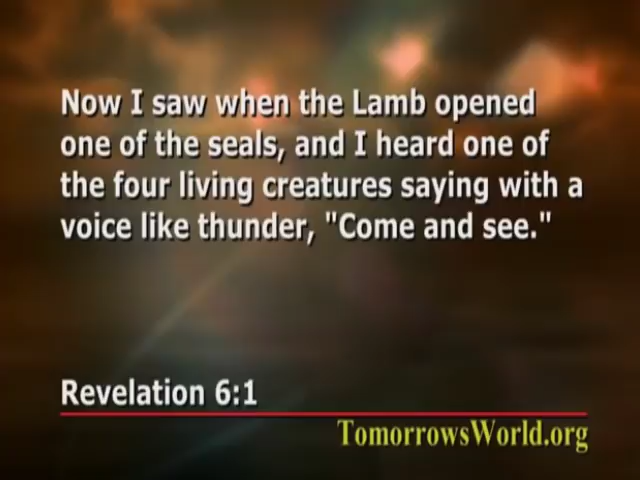 Now I saw when the Lamb opened
one of the seals, and I heard one of
the four living creatures saying with a
voice like thunder, "Come and see."
Revelation 6:1
TomorrowsWorld.org